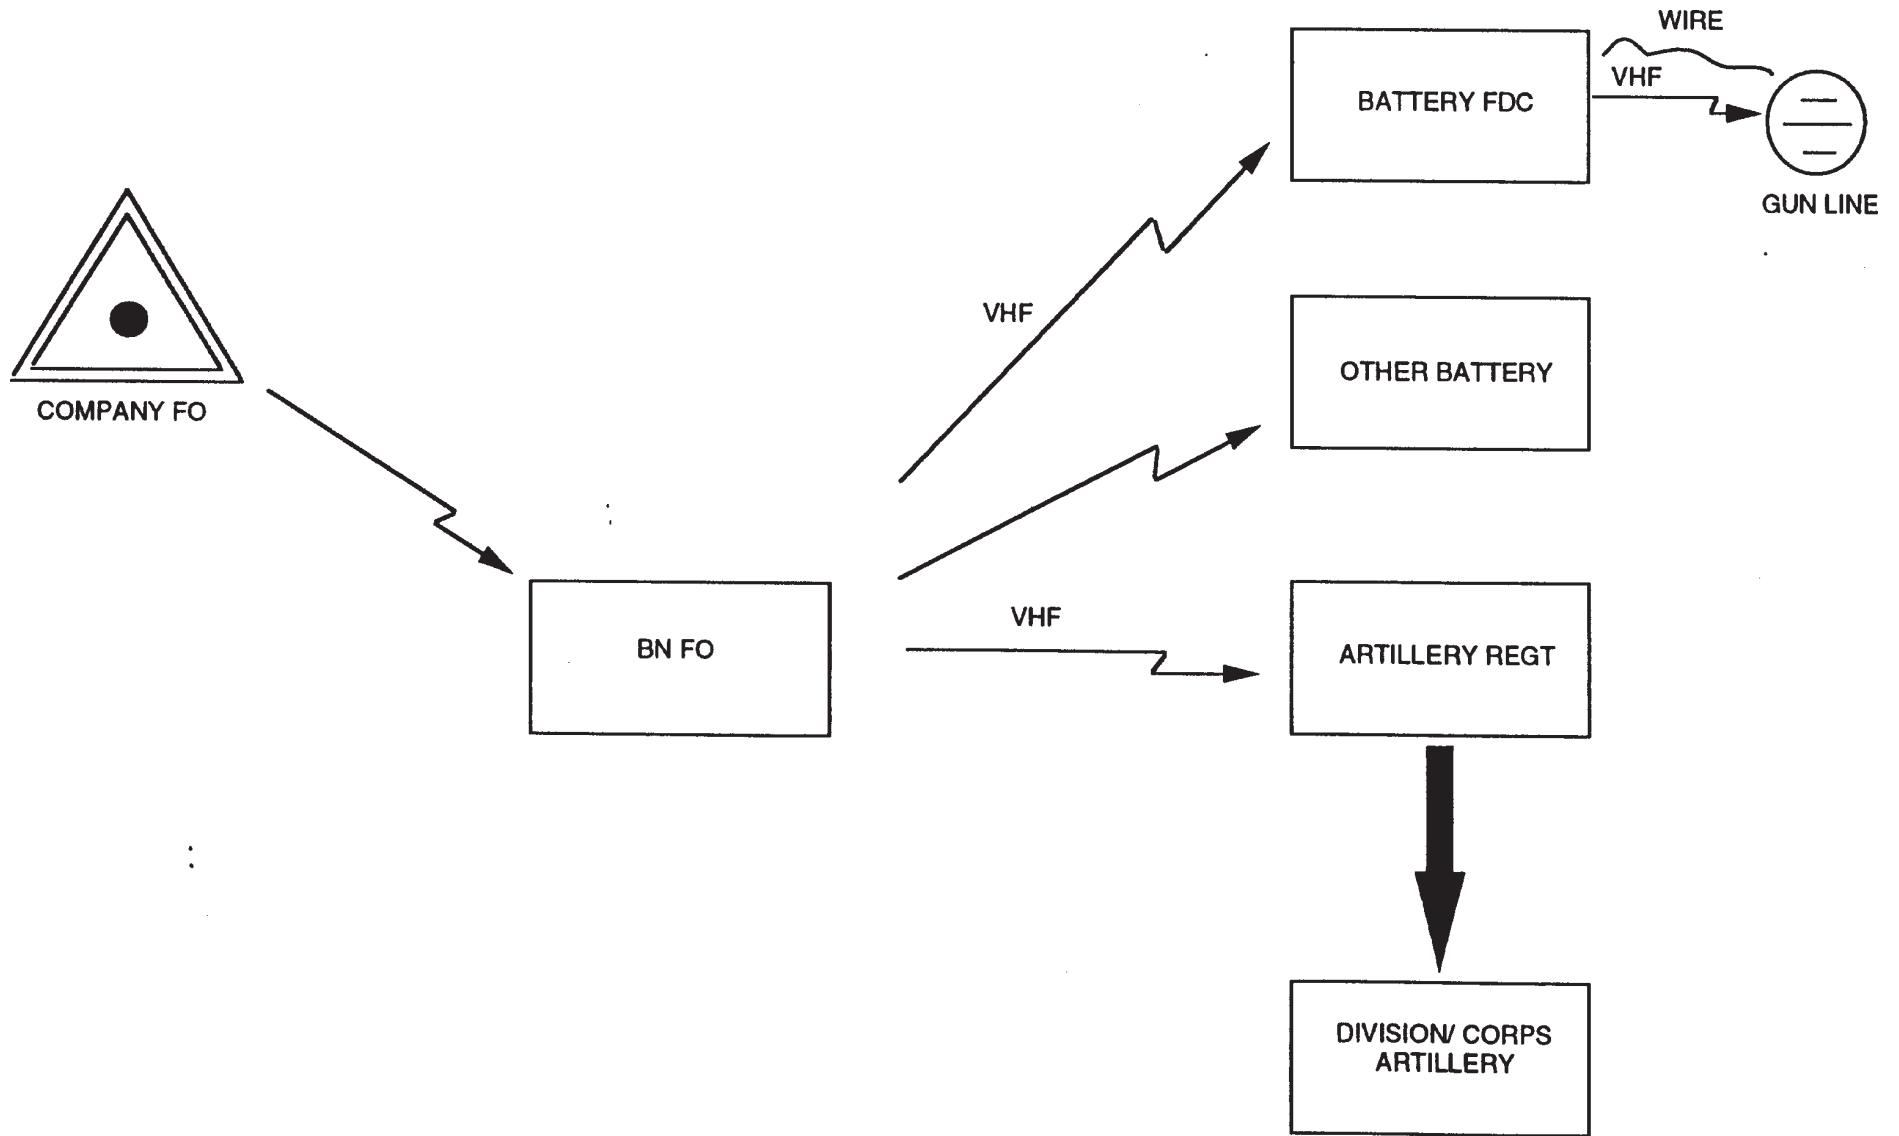 WIRE
VHF
BATTERY FDC
GUN LINE
VHF
OTHER BATTERY
COMPANY FO
VHF
BN FO
ARTILLERY REGT
DIVISION/ CORPS
ARTILLERY